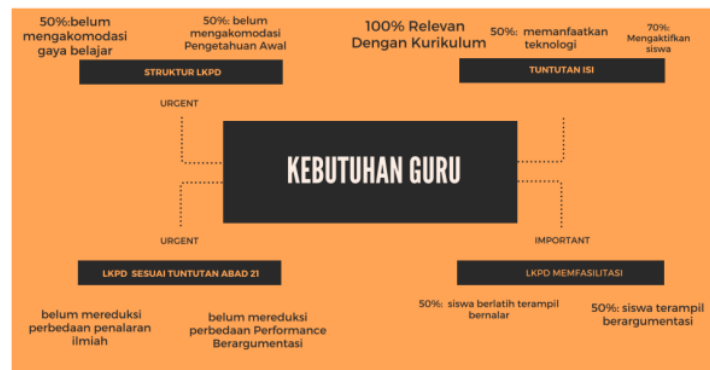 50%:belum
mengakomodasi
gaya belajar
50%: belum
mengakomodasi
Pengetahuan Awal
STRUKTUR LKPD
URGENT
100% Relevan
Dengan Kurikulum
50%: memanfaatkan
teknologi
70%:
Mengaktifkan
siswa
TUNTUTAN ISI
KEBUTUHAN GURU
URGENT
LKPD SESUAI TUNTUTAN ABAD 21
belum mereduksi
perbedaan penalaran
ilmiah
belum mereduksi
perbedaan Performance
Berargumentasi
IMPORTANT
LKPD MEMFASILITASI
50%: siswa berlatih terampil
bernalar
50%: siswa terampil
berargumentasi